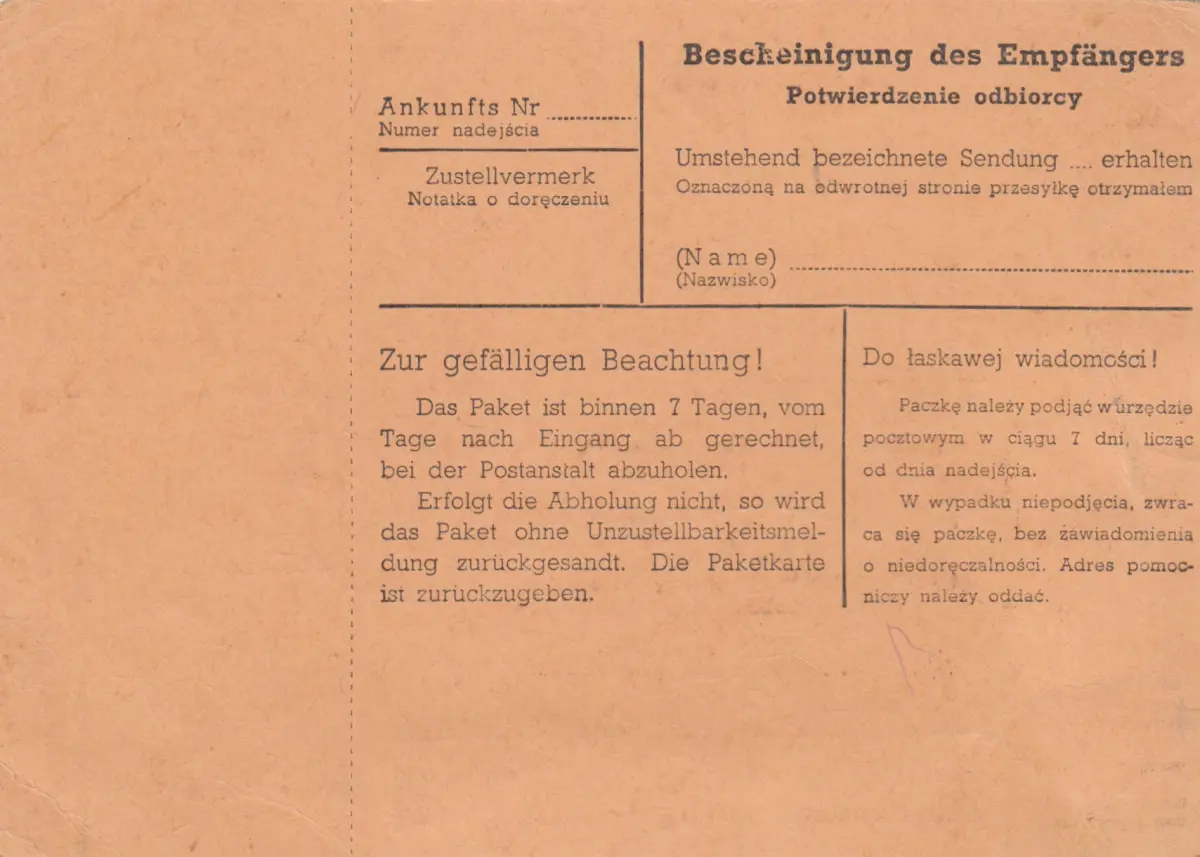 Ankunfts Nr ..........
Numer nadejścia
Zustellvermerk
Notatka o doręczeniu
Bescheinigung des Empfängers
Potwierdzenie odbiorcy
Umstehend bezeichnete Sendung .... erhalten
Oznaczoną na odwrotnej stronie przesyłkę otrzymałem
(Name) ..........
(Nazwisko)
Zur gefälligen Beachtung!
Das Paket ist binnen 7 Tagen, vom
Tage nach Eingang ab gerechnet,
bei der Postanstalt abzuholen.
Erfolgt die Abholung nicht, so wird
das Paket ohne Unzustellbarkeitsmel-
dung zurückgesandt. Die Paketkarte
ist zurückzugeben.
Do łaskawej wiadomości!
Paczkę należy podjąć w urzędzie
pocztowym w ciągu 7 dni, licząc
od dnia nadejścia.
W wypadku niepodjęcia, zwra-
ca się paczkę, bez zawiadomienia
o niedoręczalności. Adres pomoc-
niczy należy oddać.